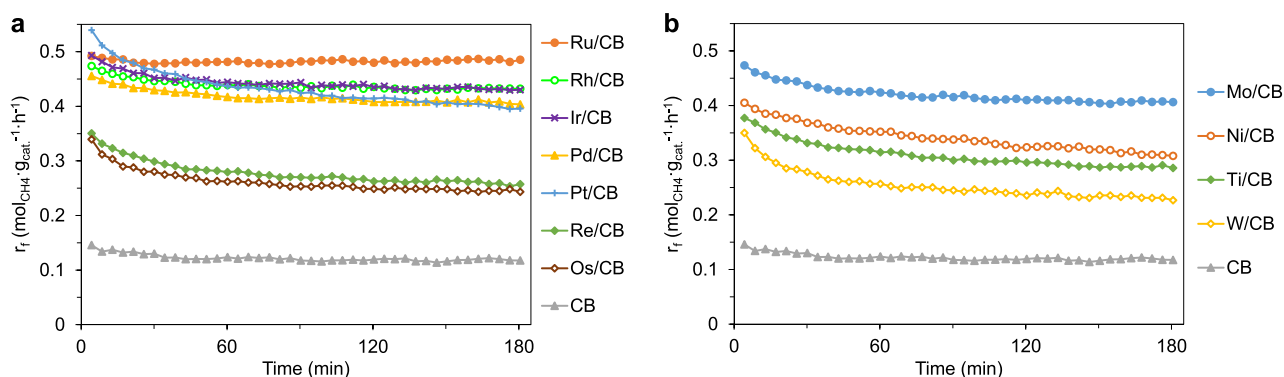 a
0.5
0.4
0.3
0.2
0.1
0
r_f (mol_CH4·g_cat.^-1·h^-1)
0 60 120 180
Time (min)
Ru/CB
Rh/CB
Ir/CB
Pd/CB
Pt/CB
Re/CB
Os/CB
CB
b
0.5
0.4
0.3
0.2
0.1
0
r_f (mol_CH4·g_cat.^-1·h^-1)
0 60 120 180
Time (min)
Mo/CB
Ni/CB
Ti/CB
W/CB
CB